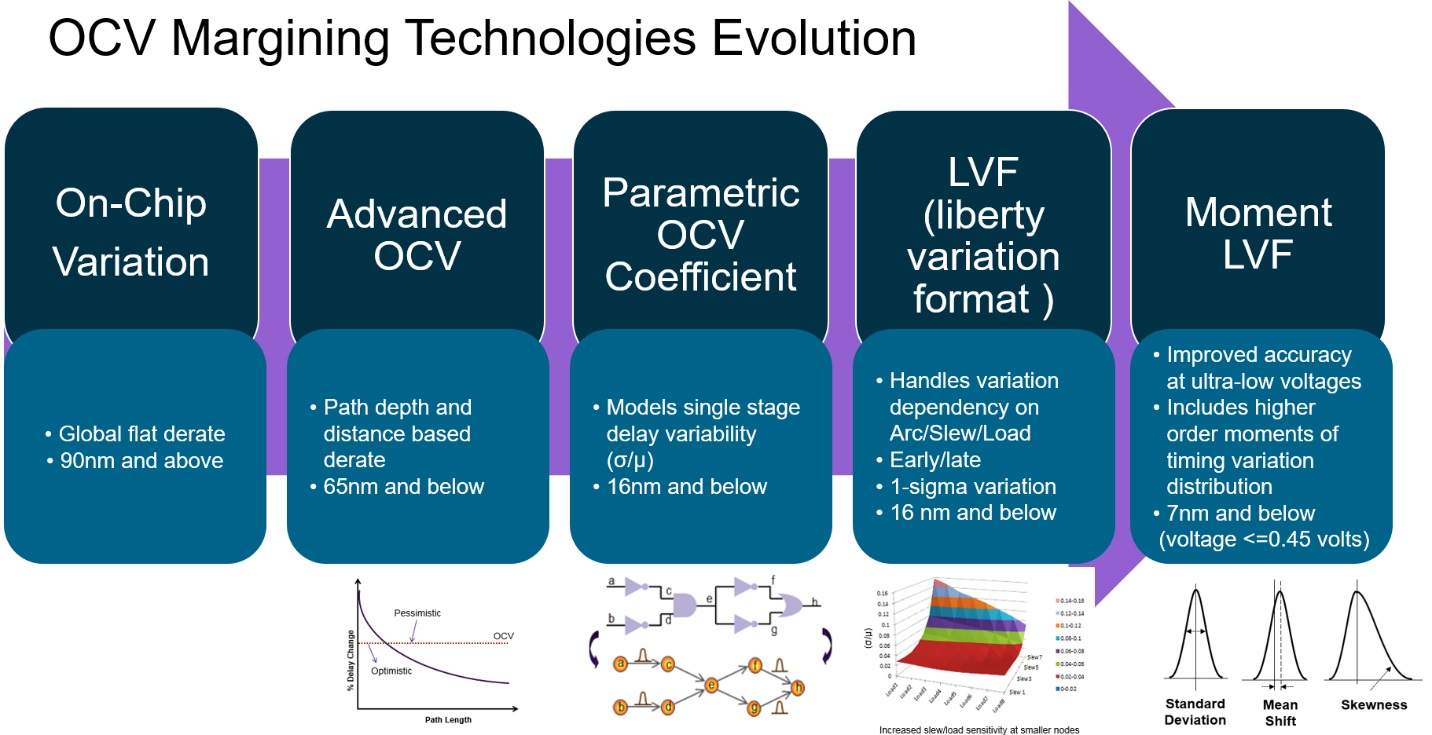 OCV Margining Technologies Evolution
On-Chip
Variation
• Global flat derate
• 90nm and above
Advanced
OCV
• Path depth and
distance based
derate
• 65nm and below
Parametric
OCV
Coefficient
• Models single stage
delay variability
(σ/μ)
• 16nm and below
LVF
(liberty
variation
format )
• Handles variation
dependency on
Arc/Slew/Load
• Early/late
• 1-sigma variation
• 16 nm and below
Moment
LVF
• Improved accuracy
at ultra-low voltages
• Includes higher
order moments of
timing variation
distribution
• 7nm and below
(voltage <=0.45 volts)
% Delay Change
Pessimistic
OCV
Optimistic
Path Length
a
c
f
e
h
b
d
g
a
c
f
e
h
b
d
g
(σ/μ)
0.16
0.14
0.12
0.1
0.08
0.06
0.04
0.02
0
Load1
Load2
Load3
Load4
Load5
Load6
Load7
Load8
Slew7
Slew5
Slew3
Slew 1
0.14-0.16
0.12-0.14
0.1-0.12
0.08-0.1
0.06-0.08
0.04-0.06
0.02-0.04
0-0.02
Increased slew/load sensitivity at smaller nodes
Standard
Deviation
Mean
Shift
Skewness